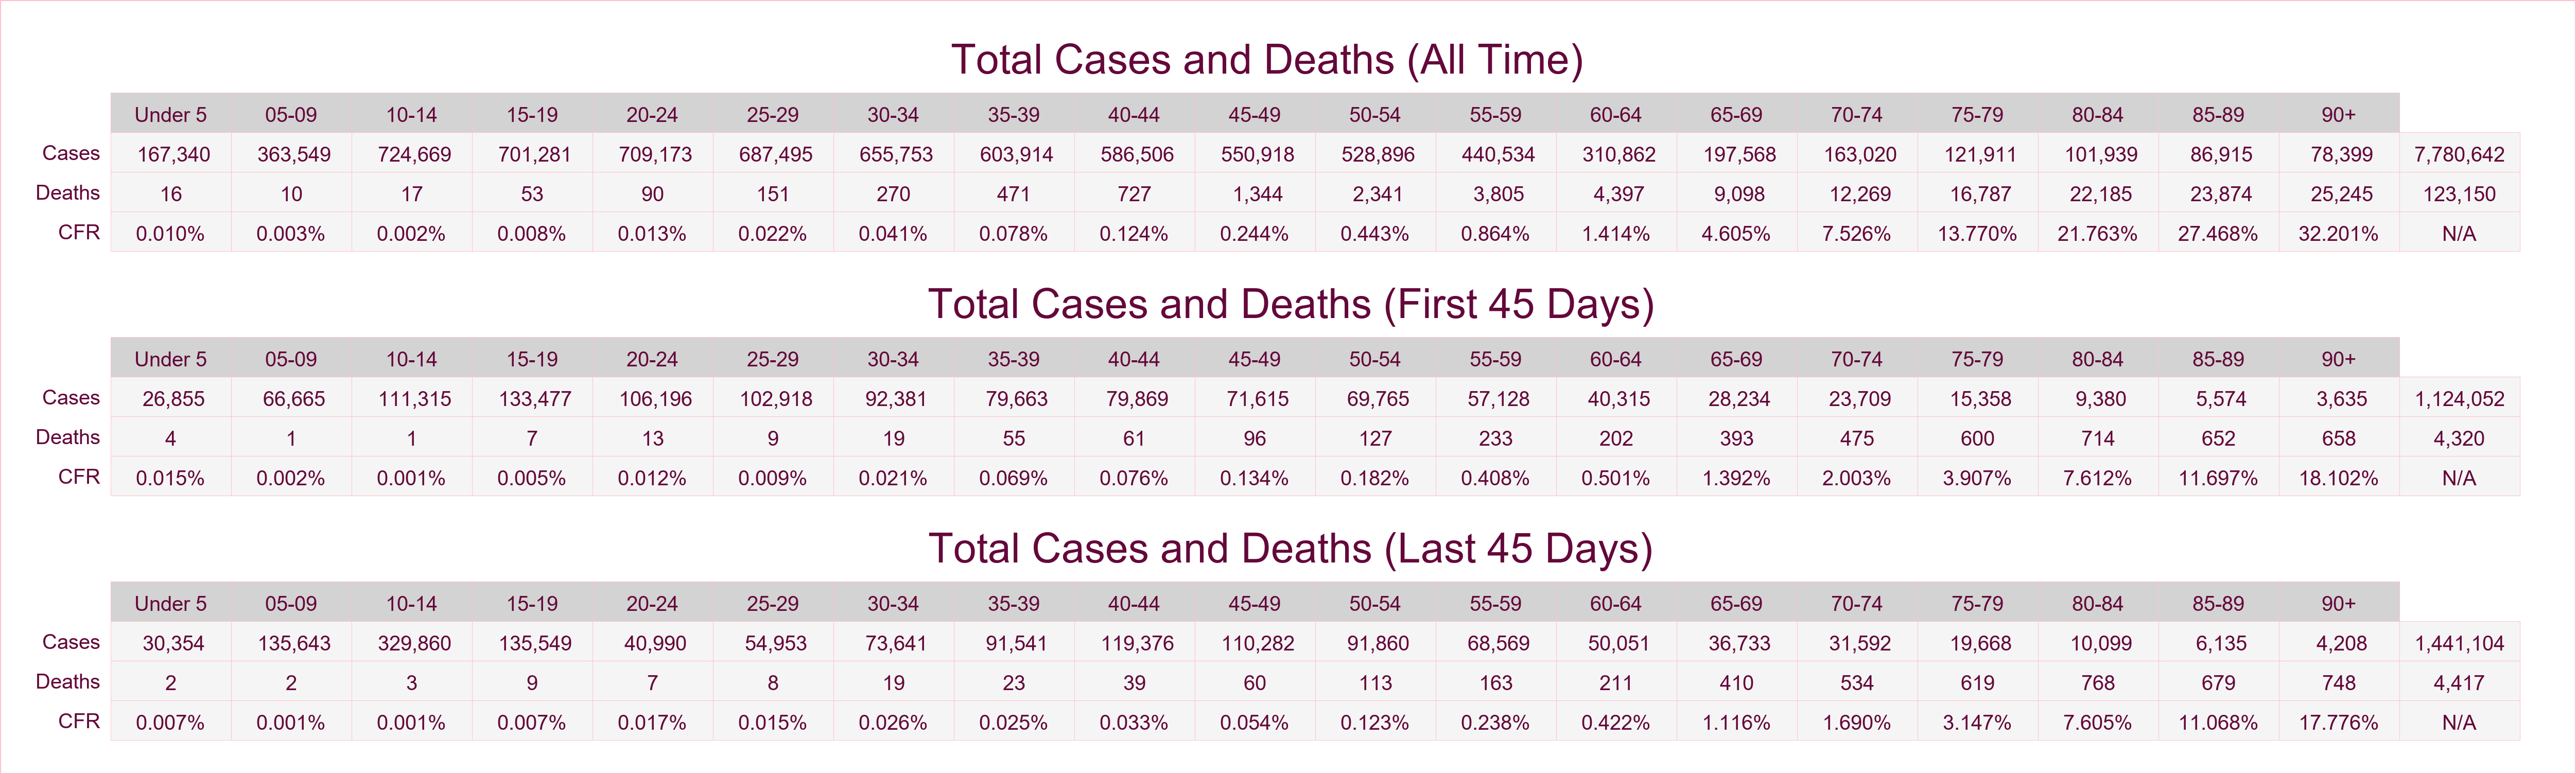 Total Cases and Deaths (All Time)
Under 5 05-09 10-14 15-19 20-24 25-29 30-34 35-39 40-44 45-49 50-54 55-59 60-64 65-69 70-74 75-79 80-84 85-89 90+
Cases 167,340 363,549 724,669 701,281 709,173 687,495 655,753 603,914 586,506 550,918 528,896 440,534 310,862 197,568 163,020 121,911 101,939 86,915 78,399 7,780,642
Deaths 16 10 17 53 90 151 270 471 727 1,344 2,341 3,805 4,397 9,098 12,269 16,787 22,185 23,874 25,245 123,150
CFR 0.010% 0.003% 0.002% 0.008% 0.013% 0.022% 0.041% 0.078% 0.124% 0.244% 0.443% 0.864% 1.414% 4.605% 7.526% 13.770% 21.763% 27.468% 32.201% N/A
Total Cases and Deaths (First 45 Days)
Under 5 05-09 10-14 15-19 20-24 25-29 30-34 35-39 40-44 45-49 50-54 55-59 60-64 65-69 70-74 75-79 80-84 85-89 90+
Cases 26,855 66,665 111,315 133,477 106,196 102,918 92,381 79,663 79,869 71,615 69,765 57,128 40,315 28,234 23,709 15,358 9,380 5,574 3,635 1,124,052
Deaths 4 1 1 7 13 9 19 55 61 96 127 233 202 393 475 600 714 652 658 4,320
CFR 0.015% 0.002% 0.001% 0.005% 0.012% 0.009% 0.021% 0.069% 0.076% 0.134% 0.182% 0.408% 0.501% 1.392% 2.003% 3.907% 7.612% 11.697% 18.102% N/A
Total Cases and Deaths (Last 45 Days)
Under 5 05-09 10-14 15-19 20-24 25-29 30-34 35-39 40-44 45-49 50-54 55-59 60-64 65-69 70-74 75-79 80-84 85-89 90+
Cases 30,354 135,643 329,860 135,549 40,990 54,953 73,641 91,541 119,376 110,282 91,860 68,569 50,051 36,733 31,592 19,668 10,099 6,135 4,208 1,441,104
Deaths 2 2 3 9 7 8 19 23 39 60 113 163 211 410 534 619 768 679 748 4,417
CFR 0.007% 0.001% 0.001% 0.007% 0.017% 0.015% 0.026% 0.025% 0.033% 0.054% 0.123% 0.238% 0.422% 1.116% 1.690% 3.147% 7.605% 11.068% 17.776% N/A